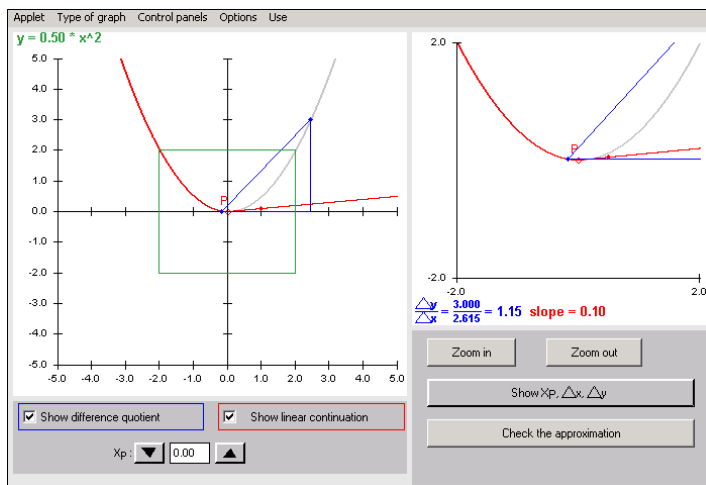 Applet Type of graph Control panels Options Use
y = 0.50 * x^2
5.0
4.0
3.0
2.0
1.0
0.0
-1.0
-2.0
-3.0
-4.0
-5.0
-5.0 -4.0 -3.0 -2.0 -1.0 0.0 1.0 2.0 3.0 4.0 5.0
P
2.0
P
-2.0
-2.0 2.0
△y/△x = 3.000/2.615 = 1.15 slope = 0.10
Show difference quotient
Show linear continuation
Xp : 0.00
Zoom in Zoom out
Show Xp, △x, △y
Check the approximation